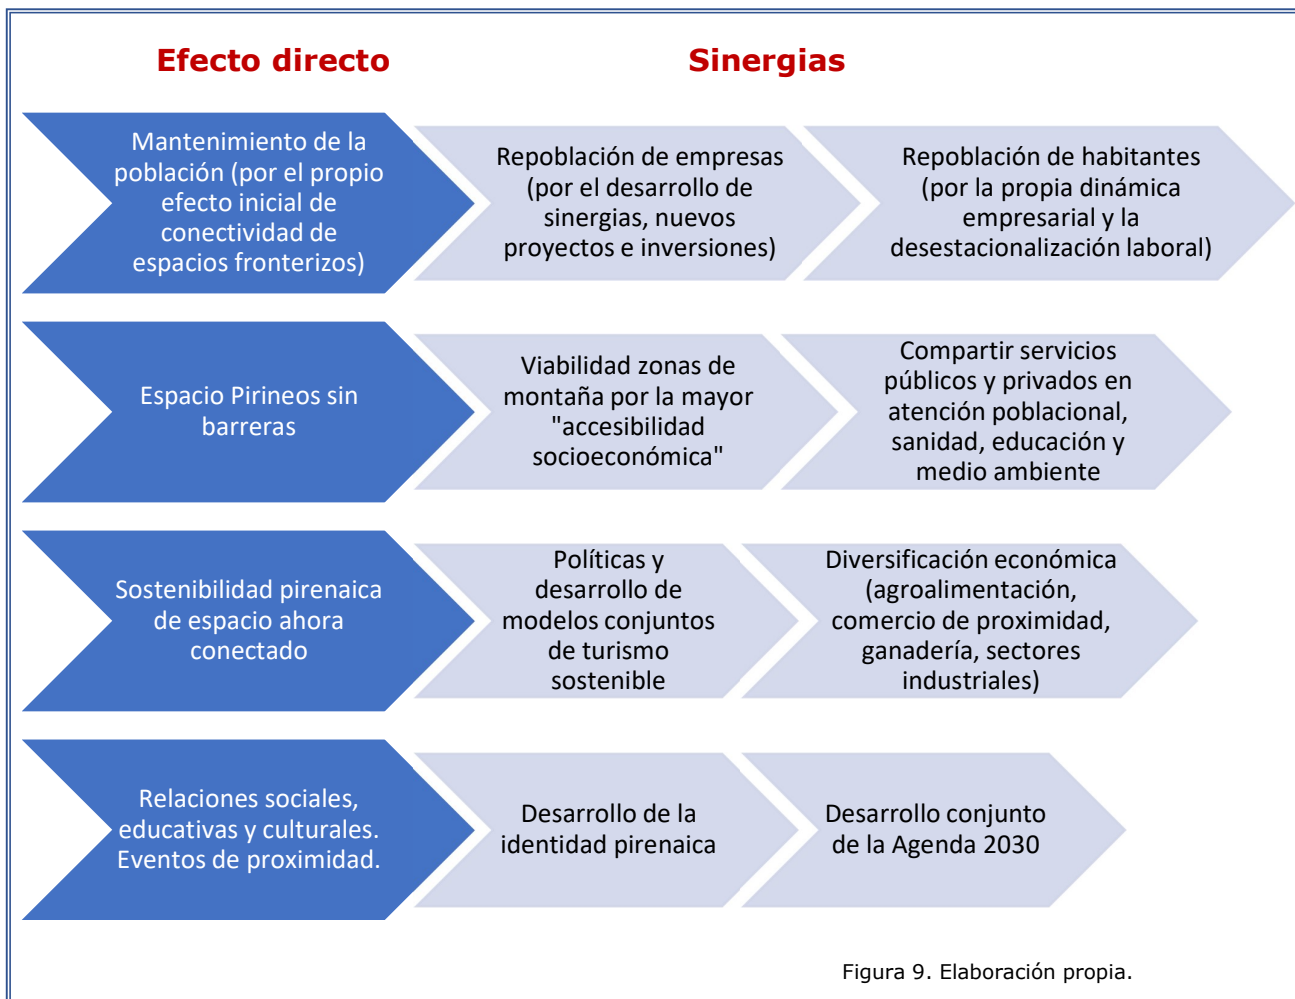 Efecto directo
Sinergias
Mantenimiento de la
población (por el propio
efecto inicial de
conectividad de
espacios fronterizos)
Repoblación de empresas
(por el desarrollo de
sinergias, nuevos
proyectos e inversiones)
Repoblación de habitantes
(por la propia dinámica
empresarial y la
desestacionalización laboral)
Espacio Pirineos sin
barreras
Viabilidad zonas de
montaña por la mayor
"accesibilidad
socioeconómica"
Compartir servicios
públicos y privados en
atención poblacional,
sanidad, educación y
medio ambiente
Sostenibilidad pirenaica
de espacio ahora
conectado
Políticas y
desarrollo de
modelos conjuntos
de turismo
sostenible
Diversificación económica
(agroalimentación,
comercio de proximidad,
ganadería, sectores
industriales)
Relaciones sociales,
educativas y culturales.
Eventos de proximidad.
Desarrollo de la
identidad pirenaica
Desarrollo conjunto
de la Agenda 2030
Figura 9. Elaboración propia.